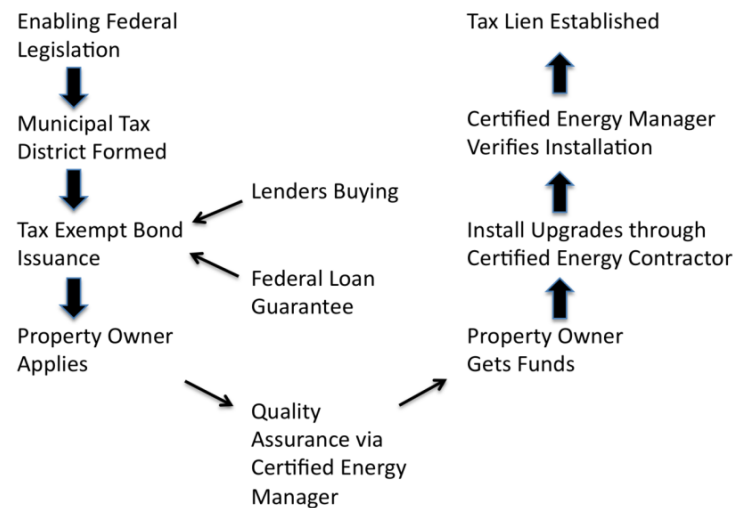 Enabling Federal
Legislation
Municipal Tax
District Formed
Tax Exempt Bond
Issuance
Property Owner
Applies
Lenders Buying
Federal Loan
Guarantee
Quality
Assurance via
Certified Energy
Manager
Property Owner
Gets Funds
Install Upgrades through
Certified Energy Contractor
Certified Energy Manager
Verifies Installation
Tax Lien Established